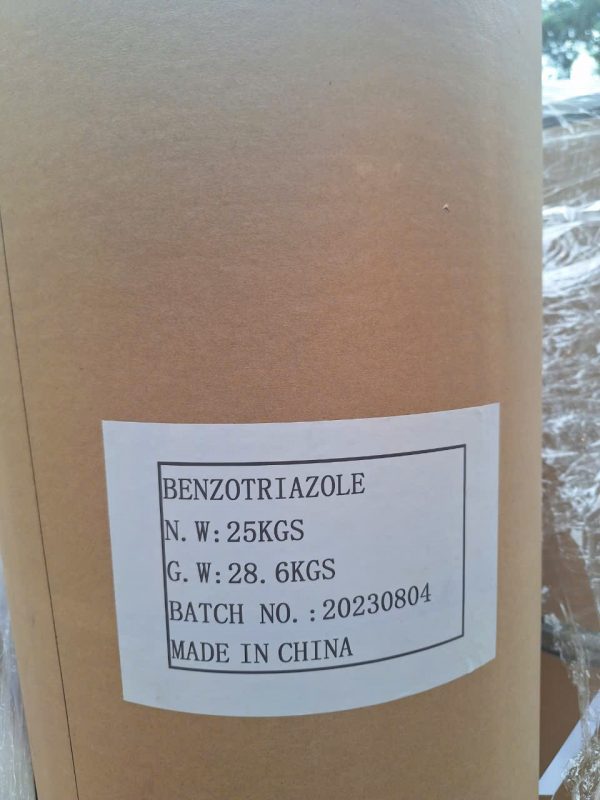 BENZOTRIAZOLE
N.W:25KGS
G.W:28.6KGS
BATCH NO.:20230804
MADE IN CHINA